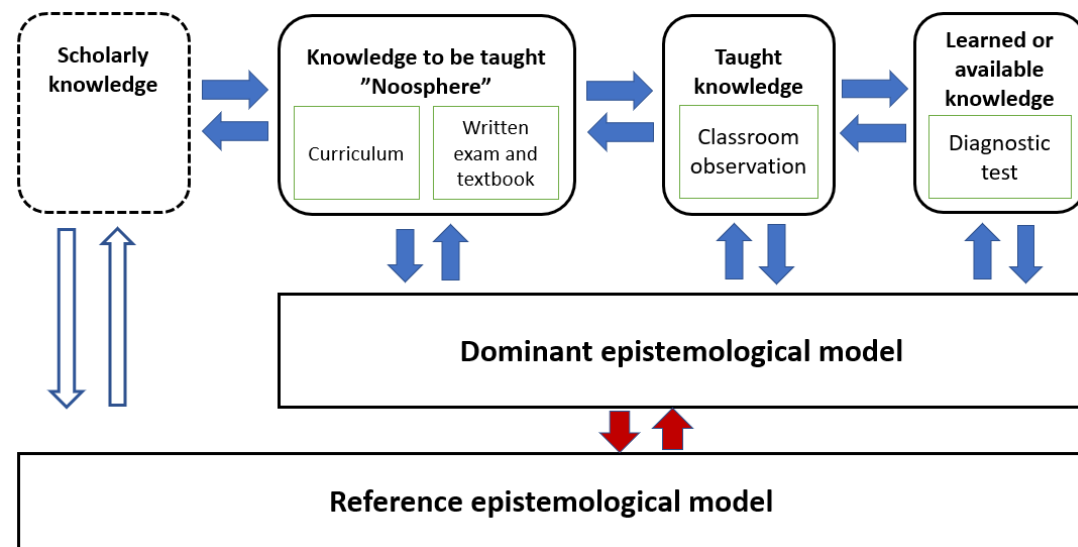 Scholarly
knowledge
Knowledge to be taught
”Noosphere”
Curriculum
Written
exam and
textbook
Taught
knowledge
Classroom
observation
Learned or
available
knowledge
Diagnostic
test
Dominant epistemological model
Reference epistemological model